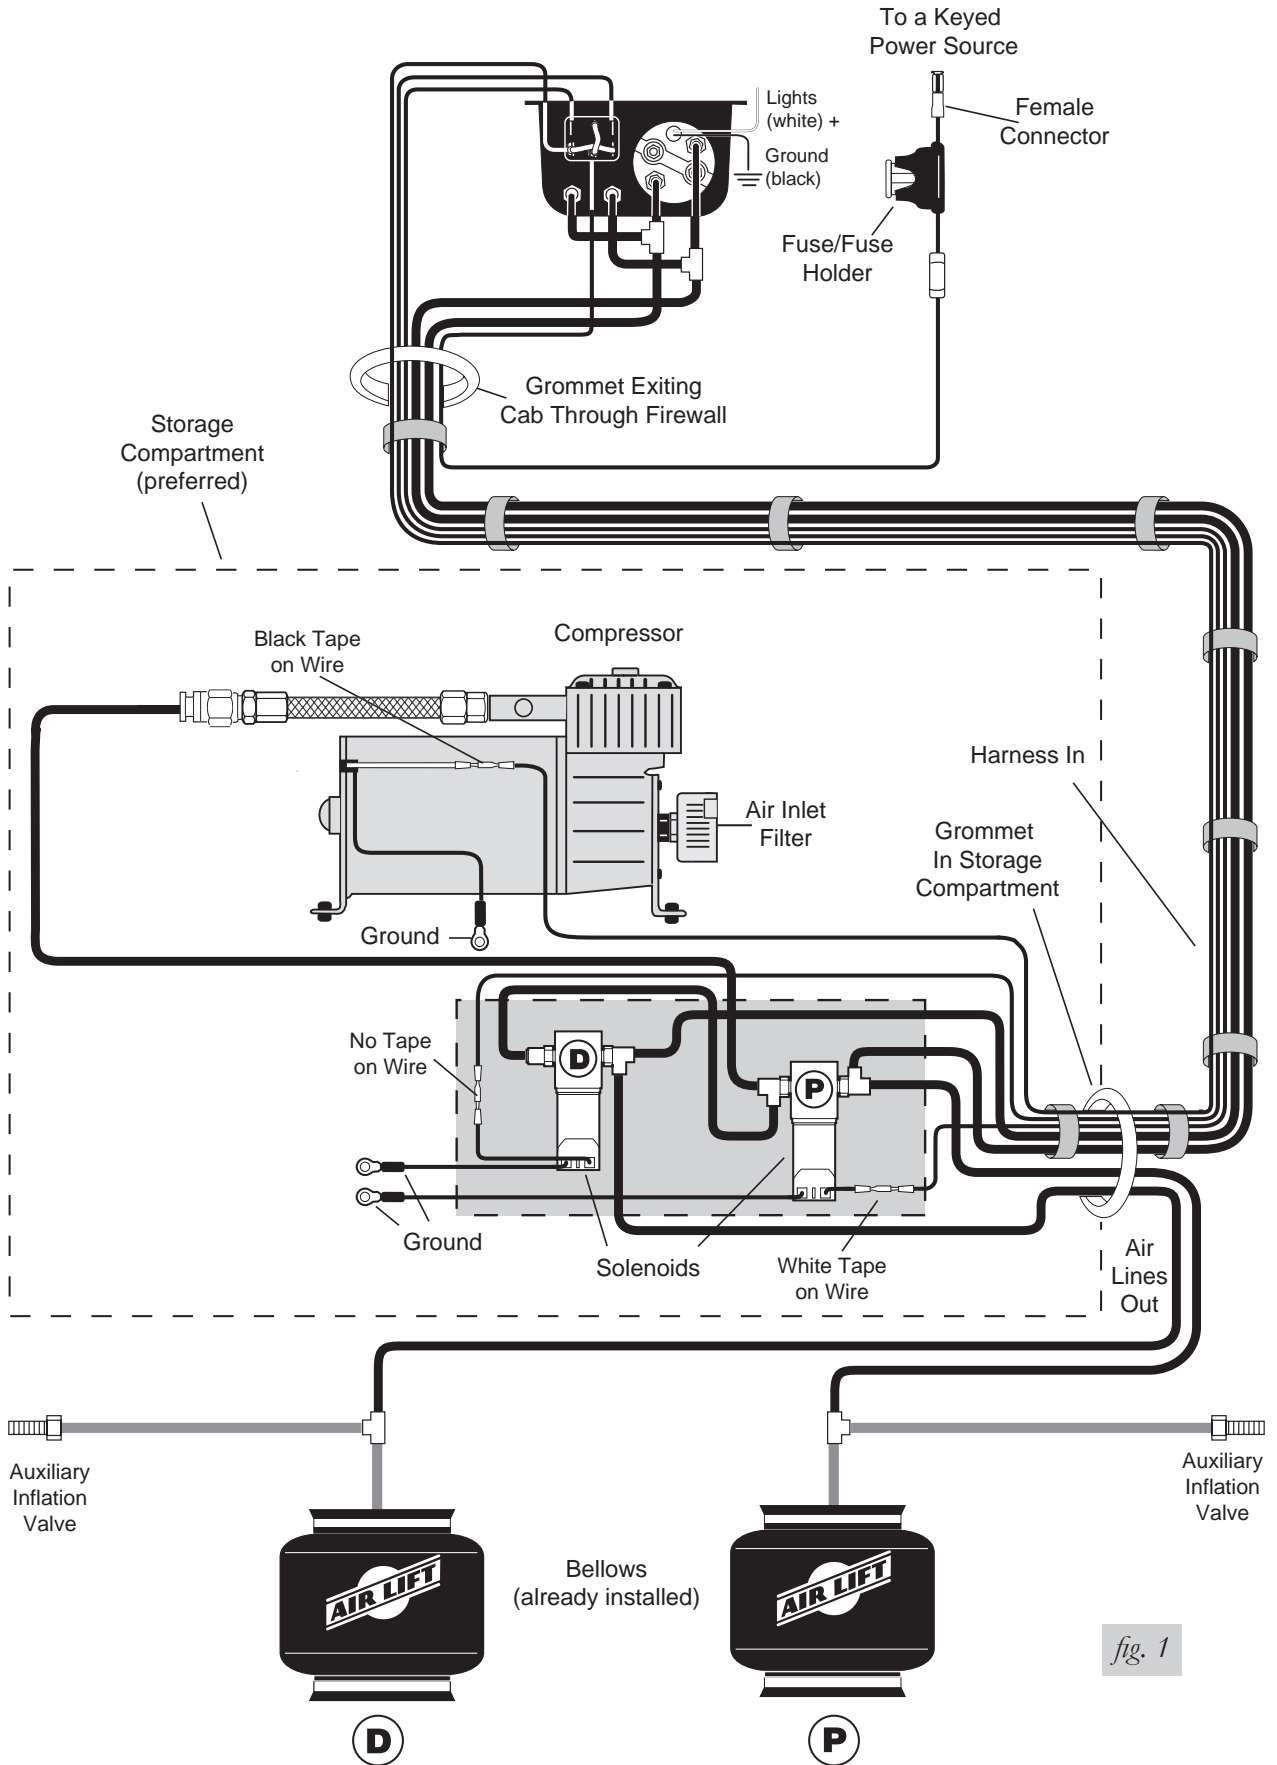 To a Keyed
Power Source
Lights
(white) +
Female
Connector
Ground
(black)
Fuse/Fuse
Holder
Grommet Exiting
Cab Through Firewall
Storage
Compartment
(preferred)
Black Tape
on Wire
Compressor
Harness In
Air Inlet
Filter
Grommet
In Storage
Compartment
Ground
No Tape
on Wire
D
P
Ground
Solenoids
White Tape
on Wire
Air
Lines
Out
Auxiliary
Inflation
Valve
Auxiliary
Inflation
Valve
AIR LIFT
Bellows
(already installed)
AIR LIFT
fig. 1
D
P